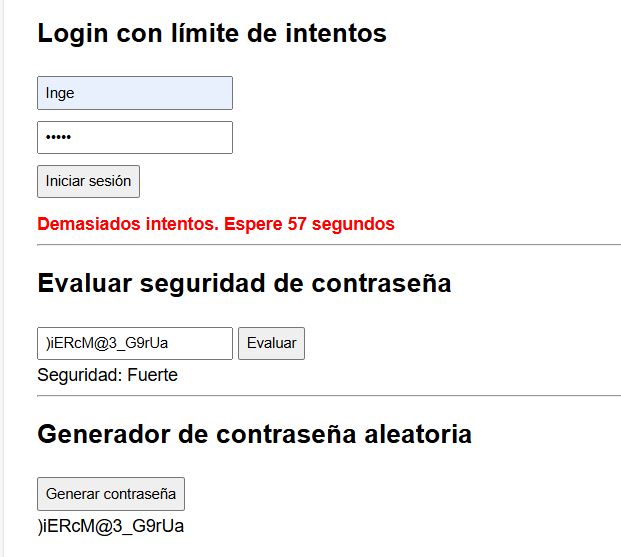 Login con límite de intentos
Inge
•••••
Iniciar sesión
Demasiados intentos. Espere 57 segundos
Evaluar seguridad de contraseña
)iERcM@3_G9rUa Evaluar
Seguridad: Fuerte
Generador de contraseña aleatoria
Generar contraseña
)iERcM@3_G9rUa